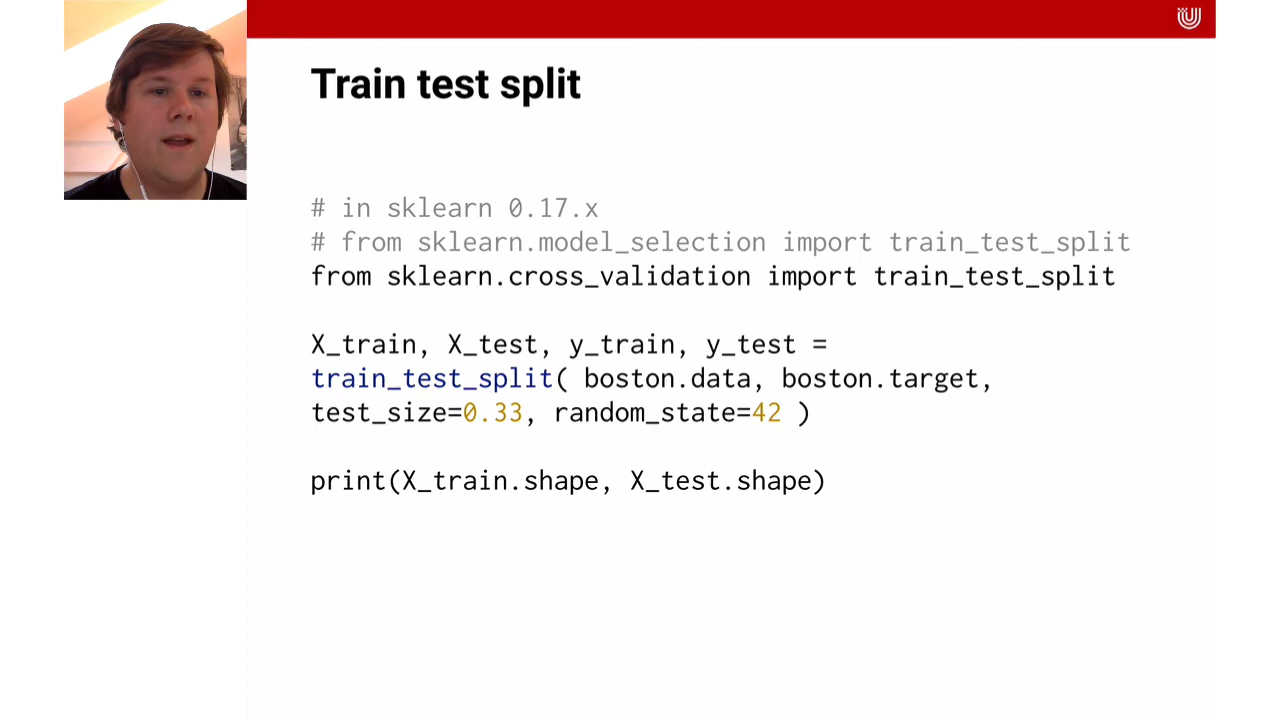 Train test split
# in sklearn 0.17.x
# from sklearn.model_selection import train_test_split
from sklearn.cross_validation import train_test_split
X_train, X_test, y_train, y_test =
train_test_split( boston.data, boston.target,
test_size=0.33, random_state=42 )
print(X_train.shape, X_test.shape)